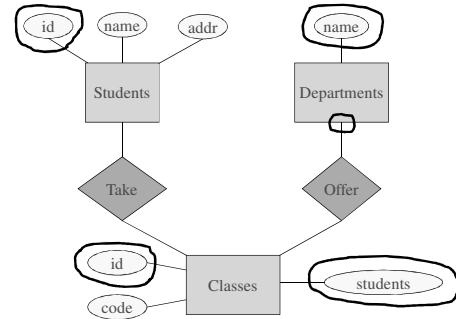 id name addr name
Students Departments
Take Offer
id
Classes students
code